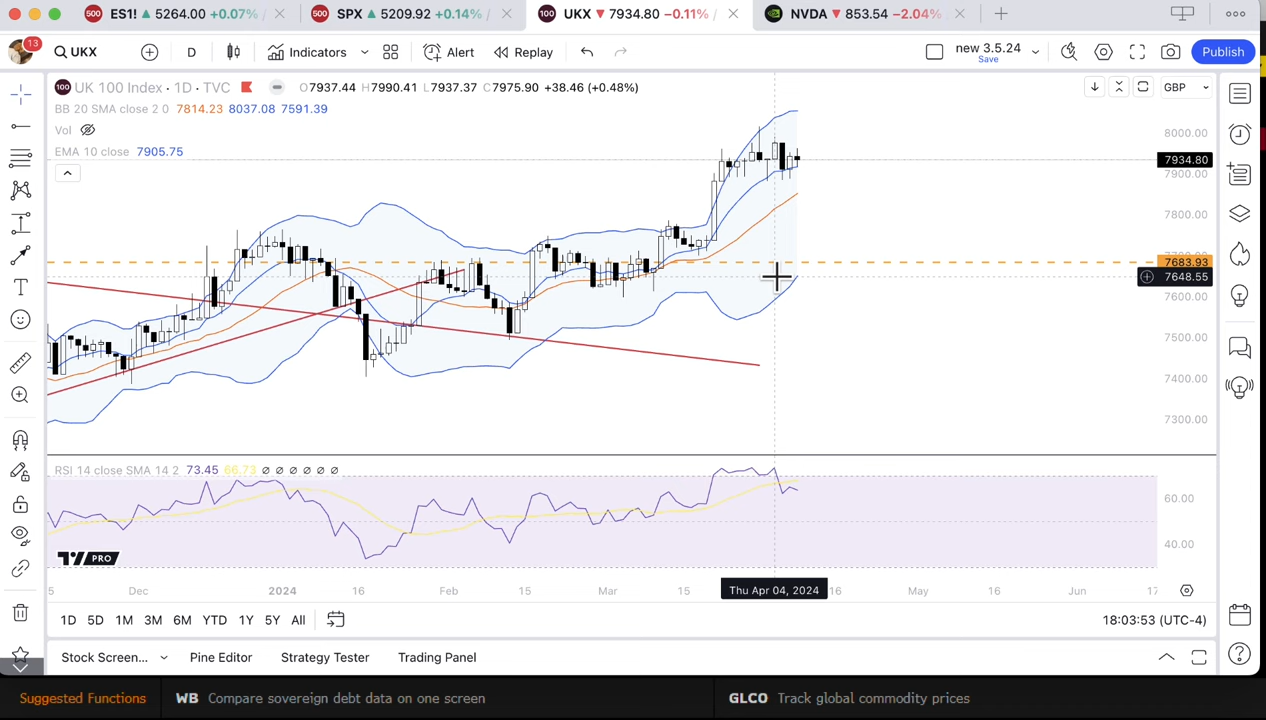 500 ES1! ▲ 5264.00 +0.07% / 500 SPX ▲ 5209.92 +0.14% / 100 UKX ▼ 7934.80 −0.11% / NVDA ▼ 853.54 −2.04%
13 UKX D Indicators Alert Replay new 3.5.24 Publish
Save
100 UK 100 Index · 1D · TVC O7937.44 H7990.41 L7937.37 C7975.90 +38.46 (+0.48%) GBP
BB 20 SMA close 2 0 7814.23 8037.08 7591.39
Vol
EMA 10 close 7905.75
8000.00
7934.80
7900.00
7800.00
7683.93
7648.55
7600.00
7500.00
7400.00
7300.00
RSI 14 close SMA 14 2 73.45 66.73 ∅ ∅ ∅ ∅ ∅ ∅
60.00
40.00
PRO
5 Dec 2024 16 Feb 15 Mar 15 Thu Apr 04, 2024 16 May 16 Jun 17
1D 5D 1M 3M 6M YTD 1Y 5Y All 18:03:53 (UTC-4)
Stock Screen... Pine Editor Strategy Tester Trading Panel
Suggested Functions WB Compare sovereign debt data on one screen GLCO Track global commodity prices